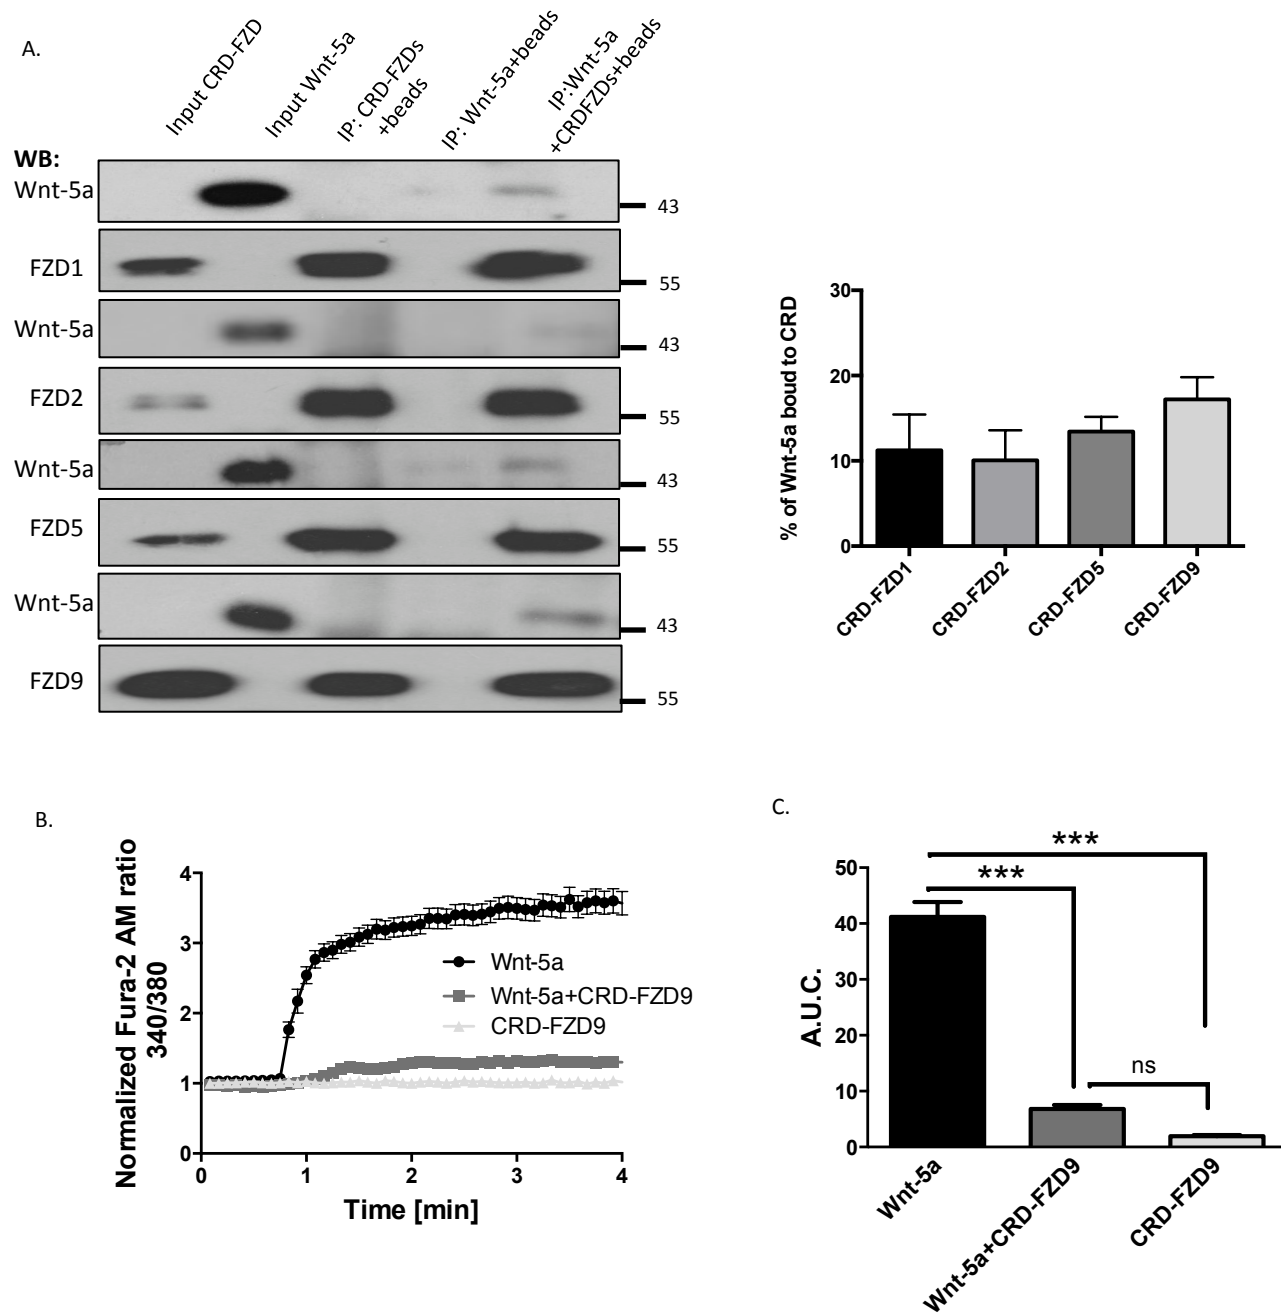 A.
Input CRD-FZD
Input Wnt-5a
IP: CRD-FZDs
+beads
IP: Wnt-5a+beads
IP:Wnt-5a
+CRDFZDs+beads
WB:
Wnt-5a
43
FZD1
55
Wnt-5a
43
FZD2
55
Wnt-5a
43
FZD5
55
Wnt-5a
43
FZD9
55
% of Wnt-5a boud to CRD
30
20
10
0
CRD-FZD1
CRD-FZD2
CRD-FZD5
CRD-FZD9
B.
Normalized Fura-2 AM ratio
340/380
4
3
2
1
0
Wnt-5a
Wnt-5a+CRD-FZD9
CRD-FZD9
0 1 2 3 4
Time [min]
C.
***
***
ns
A.U.C.
50
40
30
20
10
0
Wnt-5a
Wnt-5a+CRD-FZD9
CRD-FZD9